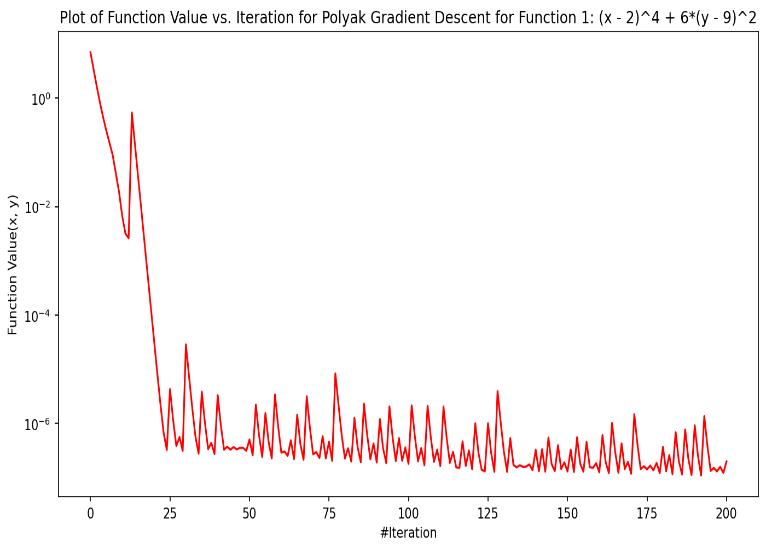 Plot of Function Value vs. Iteration for Polyak Gradient Descent for Function 1: (x - 2)^4 + 6*(y - 9)^2
Function Value(x, y)
10^0
10^-2
10^-4
10^-6
0 25 50 75 100 125 150 175 200
#Iteration